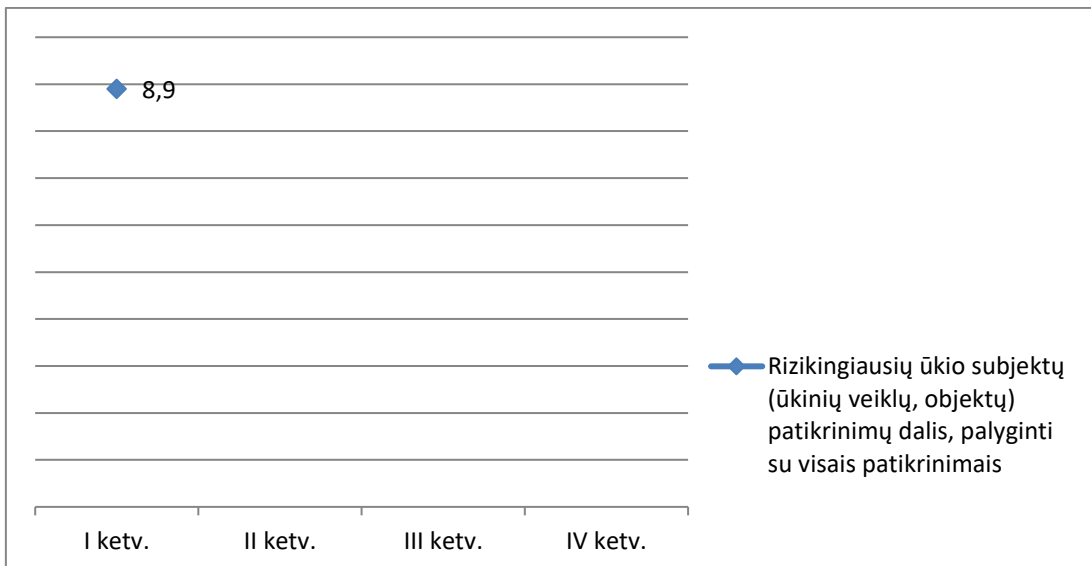 8,9
Rizikingiausių ūkio subjektų
(ūkinių veiklų, objektų)
patikrinimų dalis, palyginti
su visais patikrinimais
I ketv.
II ketv.
III ketv.
IV ketv.